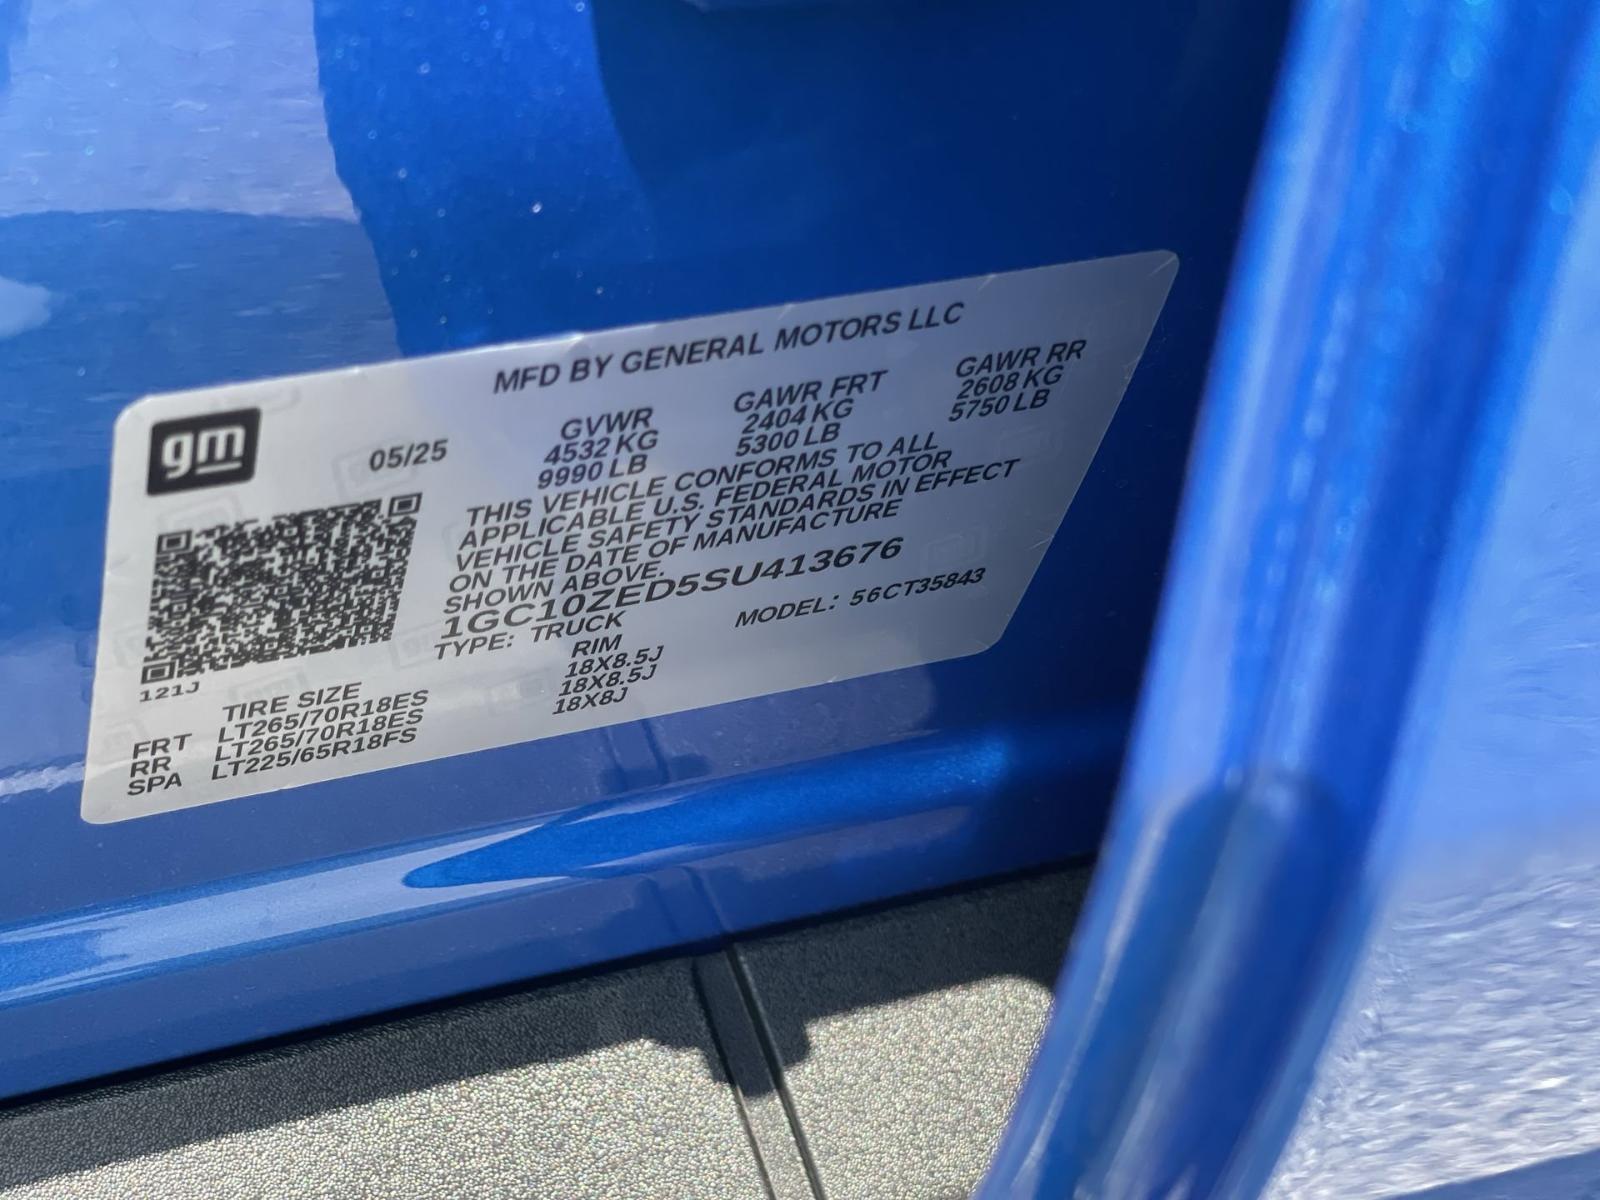 MFD BY GENERAL MOTORS LLC
gm
05/25
GVWR GAWR FRT GAWR RR
4532 KG 2404 KG 2608 KG
9990 LB 5300 LB 5750 LB
THIS VEHICLE CONFORMS TO ALL
APPLICABLE U.S. FEDERAL MOTOR
VEHICLE SAFETY STANDARDS IN EFFECT
ON THE DATE OF MANUFACTURE
SHOWN ABOVE.
1GC10ZED5SU413676
TYPE: TRUCK MODEL: 56CT35843
121J
TIRE SIZE RIM
FRT LT265/70R18ES 18X8.5J
RR LT265/70R18ES 18X8.5J
SPA LT225/65R18FS 18X8J